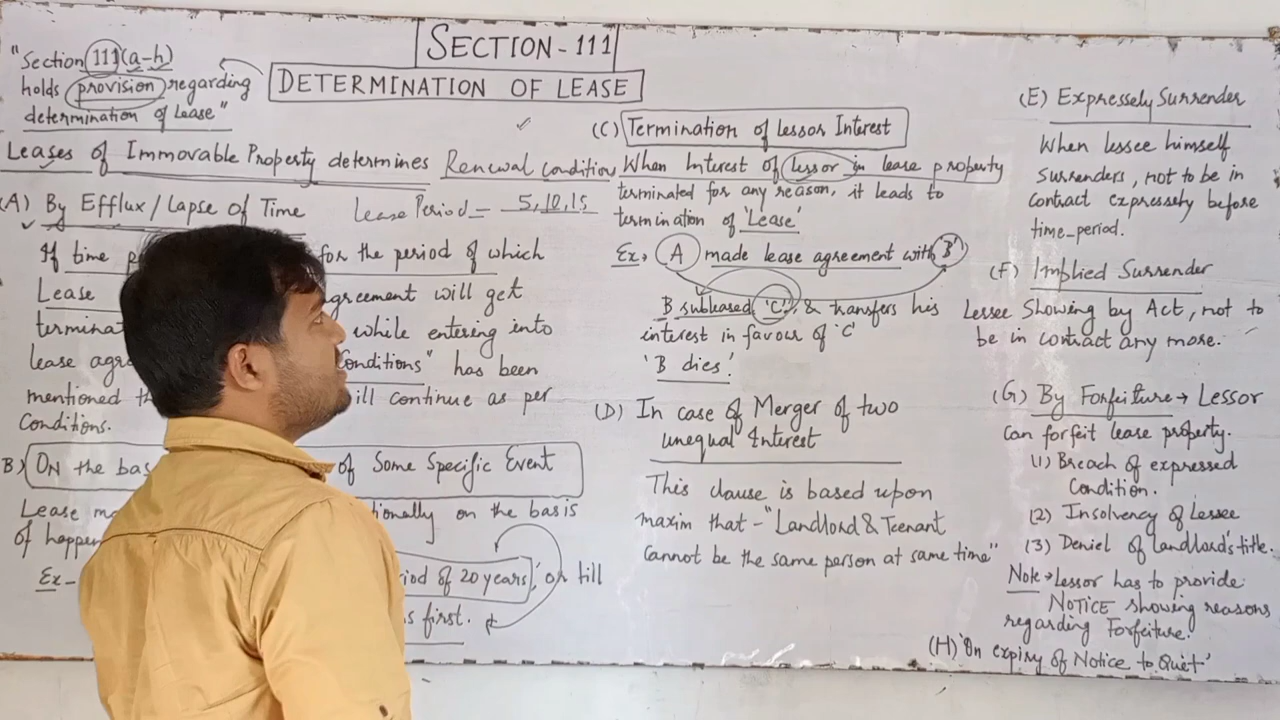 SECTION-111
DETERMINATION OF LEASE
"Section 111(a-h)
holds provision regarding
determination of Lease"
Leases of Immovable Property determines Renewal condition
(A) By Efflux/Lapse of Time Lease Period = 5,10,15
If time p for the period of which
Lease greement will get
termina while entering into
lease agre Conditions" has been
mentioned th ill continue as per
Conditions.
B) ON the bas of Some Specific Event
Lease ma tionally on the basis
of happen
Ex- iod of 20 years, or till
s first.
(C) Termination of lessor Interest
When Interest of lessor in lease property
terminated for any reason, it leads to
termination of 'Lease'
Ex, A made lease agreement with 'B'
B subleased 'C', & transfers his
interest in favour of 'C'
'B dies'.
(D) In case of Merger of two
unequal Interest
This clause is based upon
maxim that - "Landlord & Teenant
cannot be the same person at same time"
(E) Expressely Surrender
When lessee himself
surrenders, not to be in
contract expressely before
time-period.
(F) Implied Surrender
Lessee Showing by Act, not to
be in contract any more.
(G) By Forfeiture → Lessor
can forfeit lease property.
(1) Breach of expressed
Condition.
(2) Insolvency of Lessee
(3) Deniel of landlord's title.
Note → Lessor has to provide
NOTICE showing reasons
regarding Forfeiture.
(H) 'On expiry of Notice to Quit'